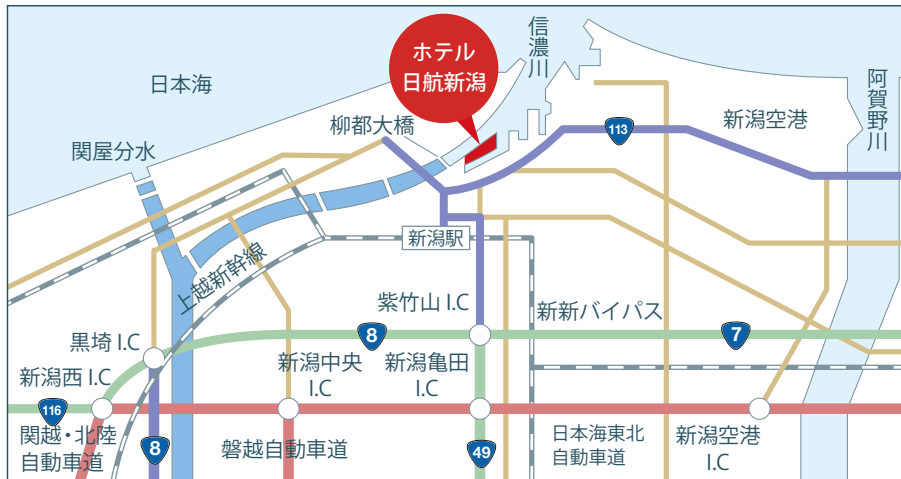 ホテル
日航新潟
信濃川
日本海
阿賀野川
柳都大橋
113
新潟空港
関屋分水
新潟駅
上越新幹線
紫竹山 I.C
新新バイパス
8
7
黒埼 I.C
新潟西 I.C
新潟中央
I.C
新潟亀田
I.C
116
関越・北陸
自動車道
8
磐越自動車道
49
日本海東北
自動車道
新潟空港
I.C